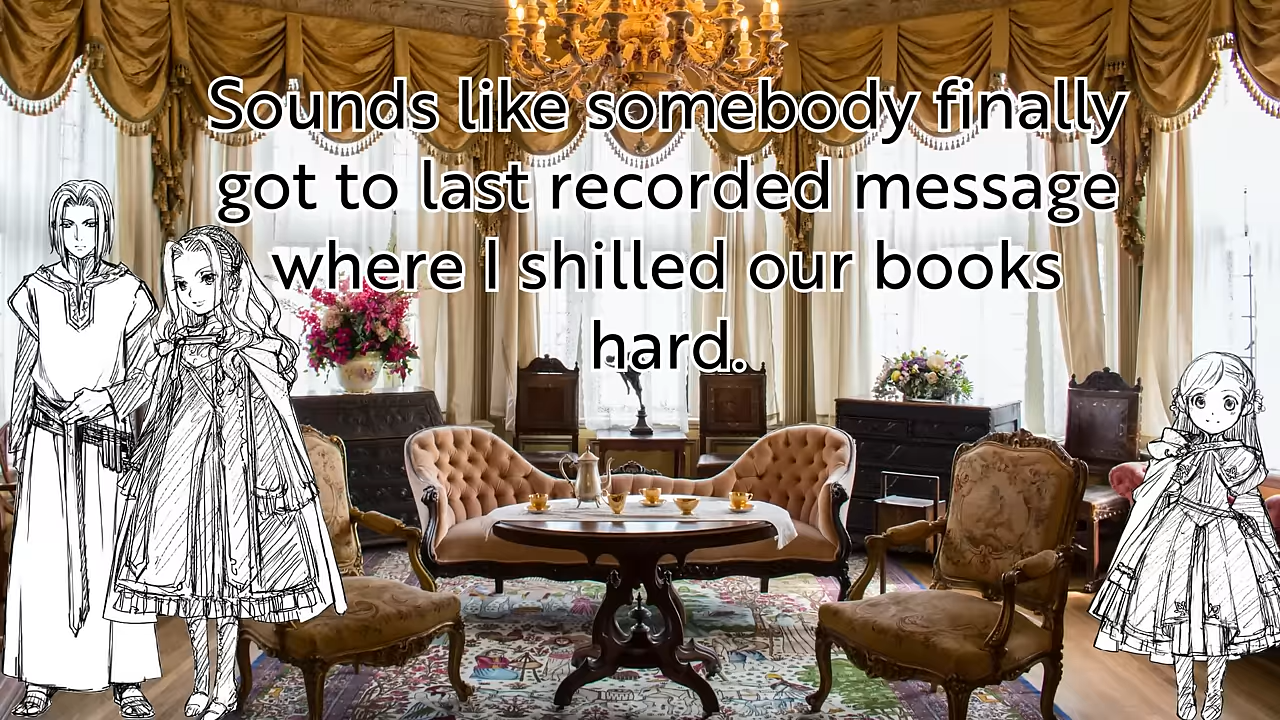 Sounds like somebody finally
got to last recorded message
where I shilled our books
hard.